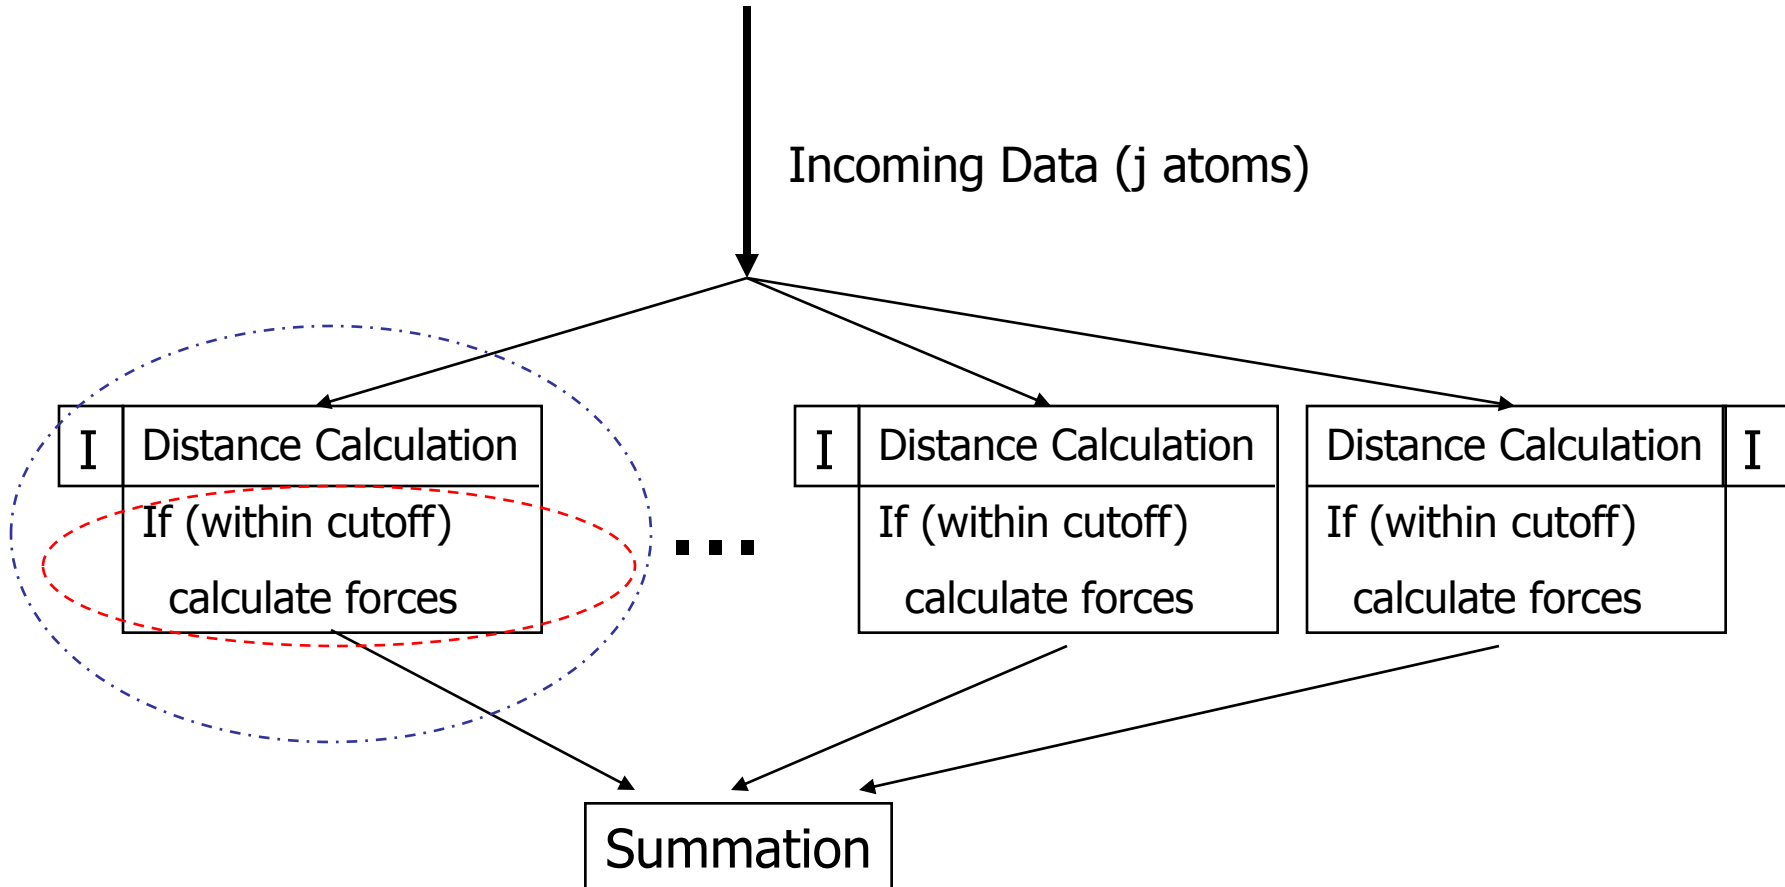 Incoming Data (j atoms)
I Distance Calculation
If (within cutoff)
calculate forces
...
I Distance Calculation
If (within cutoff)
calculate forces
Distance Calculation I
If (within cutoff)
calculate forces
Summation